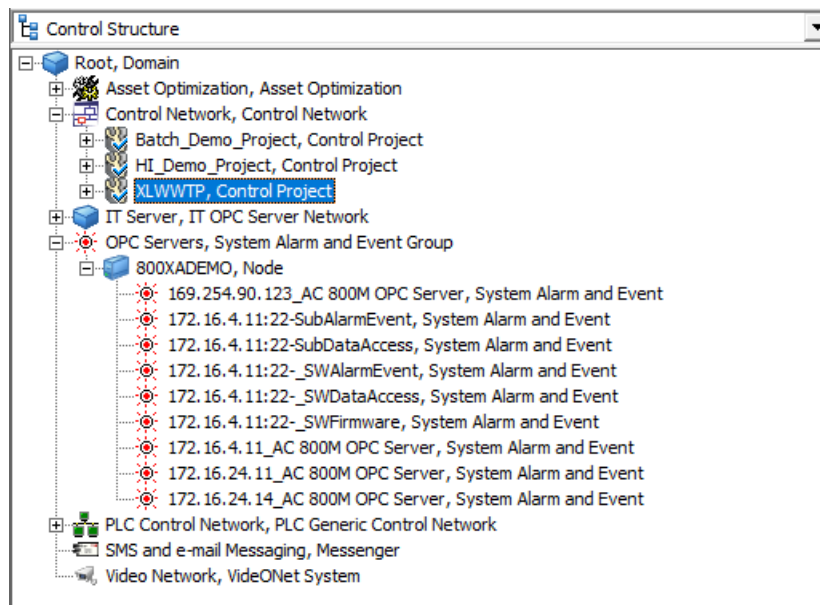 Control Structure
Root, Domain
Asset Optimization, Asset Optimization
Control Network, Control Network
Batch_Demo_Project, Control Project
HI_Demo_Project, Control Project
XLWWTP, Control Project
IT Server, IT OPC Server Network
OPC Servers, System Alarm and Event Group
800XADEMO, Node
169.254.90.123_AC 800M OPC Server, System Alarm and Event
172.16.4.11:22-SubAlarmEvent, System Alarm and Event
172.16.4.11:22-SubDataAccess, System Alarm and Event
172.16.4.11:22-_SWAlarmEvent, System Alarm and Event
172.16.4.11:22-_SWDataAccess, System Alarm and Event
172.16.4.11:22-_SWFirmware, System Alarm and Event
172.16.4.11_AC 800M OPC Server, System Alarm and Event
172.16.24.11_AC 800M OPC Server, System Alarm and Event
172.16.24.14_AC 800M OPC Server, System Alarm and Event
PLC Control Network, PLC Generic Control Network
SMS and e-mail Messaging, Messenger
Video Network, VideONet System